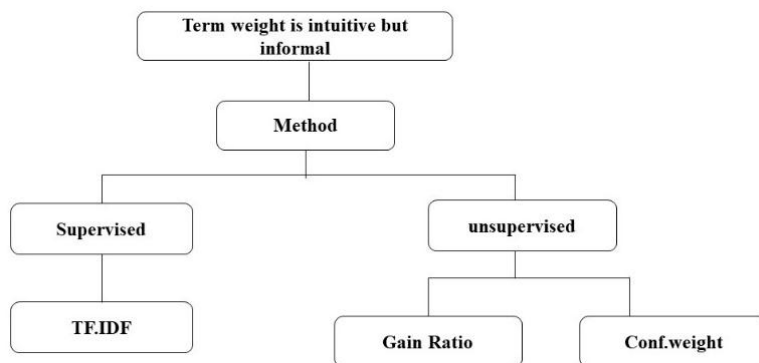 Term weight is intuitive but
informal
Method
Supervised
unsupervised
TF.IDF
Gain Ratio
Conf.weight